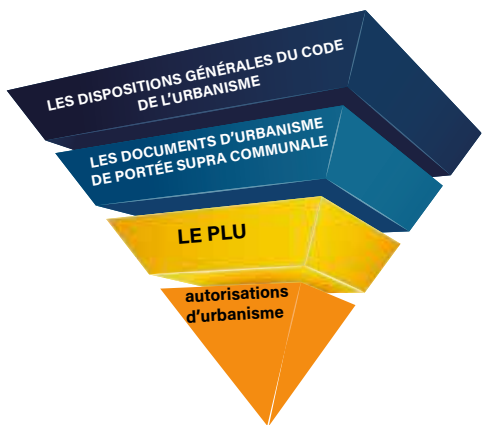 LES DISPOSITIONS GÉNÉRALES DU CODE
DE L'URBANISME
LES DOCUMENTS D'URBANISME
DE PORTÉE SUPRA COMMUNALE
LE PLU
autorisations
d'urbanisme